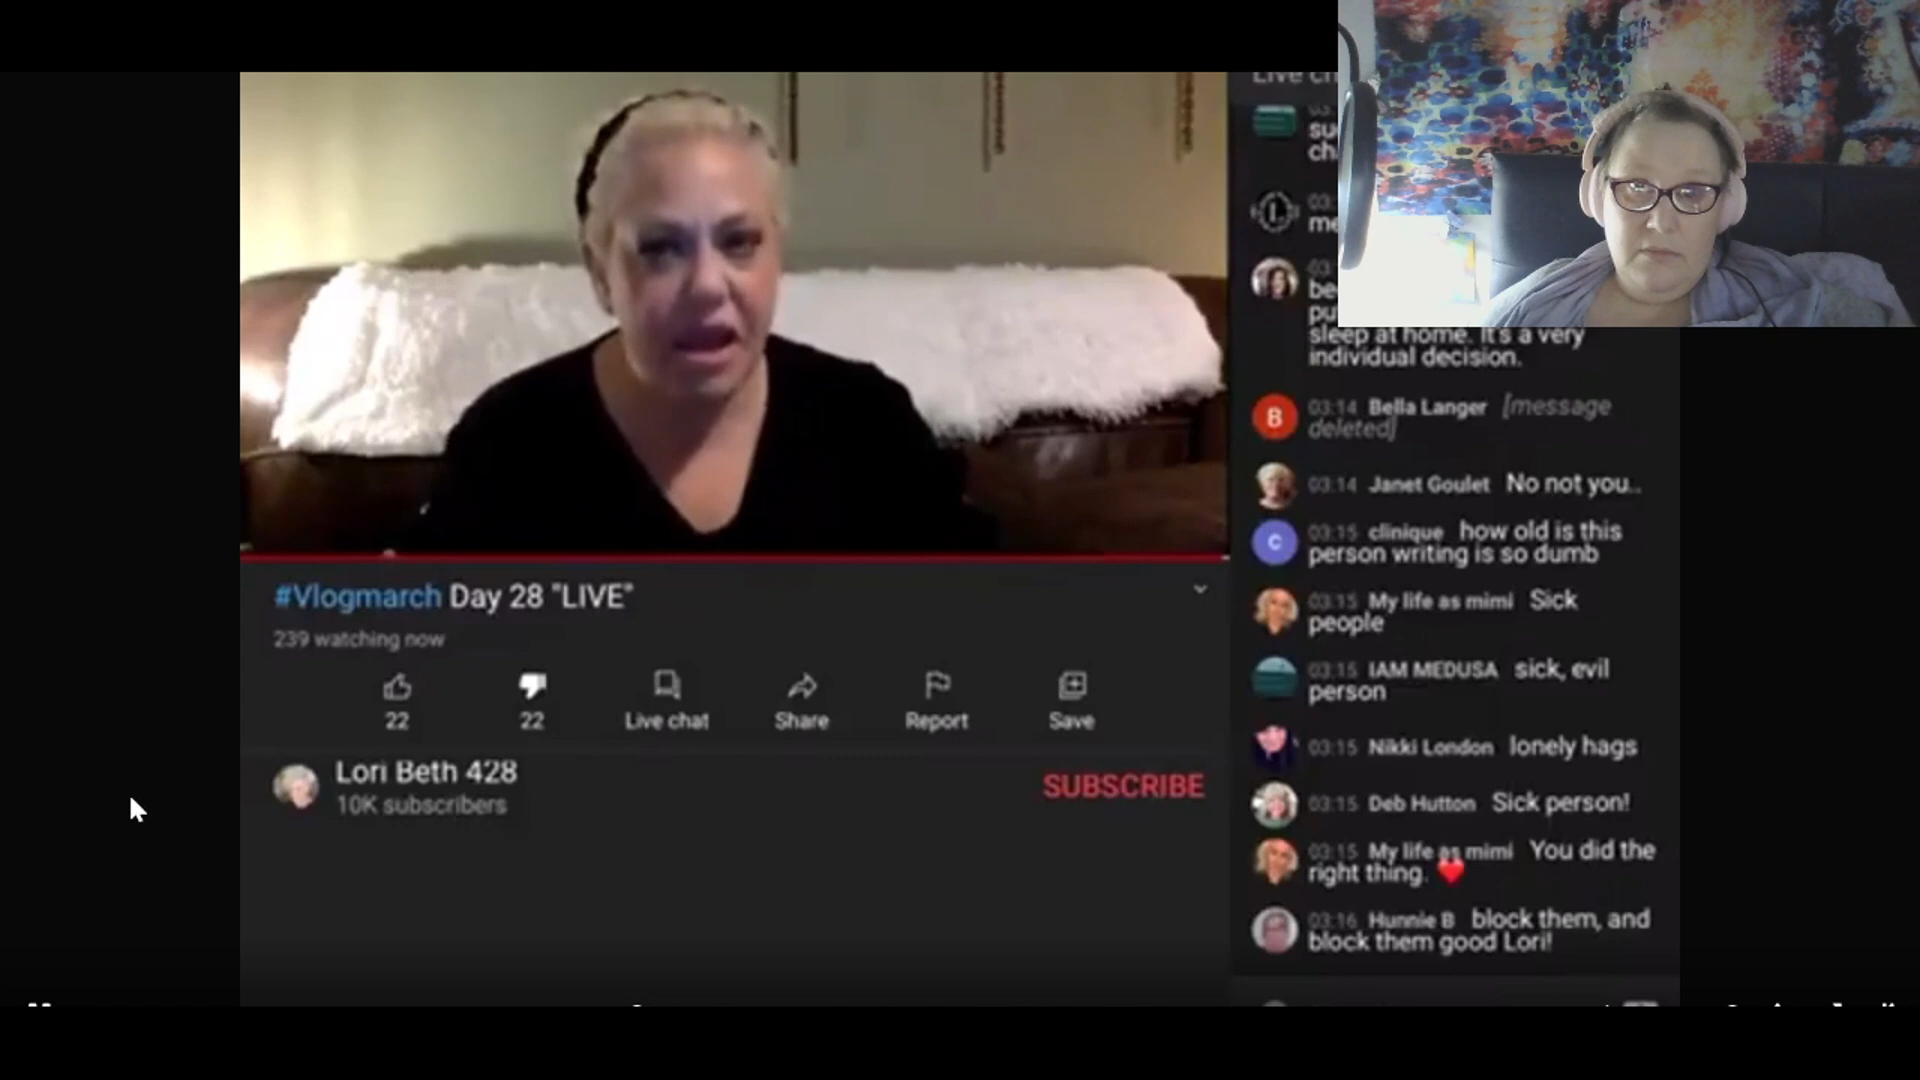 #Vlogmarch Day 28 "LIVE"
239 watching now
22
22
Live chat
Share
Report
Save
Lori Beth 428
10K subscribers
SUBSCRIBE
Live
sleep at home. It's a very
individual decision.
03:14 Bella Langer [message
deleted]
03:14 Janet Goulet No not you..
03:15 clinique how old is this
person writing is so dumb
03:15 My life as mimi Sick
people
03:15 IAM MEDUSA sick, evil
person
03:15 Nikki London lonely hags
03:15 Deb Hutton Sick person!
03:15 My life as mimi You did the
right thing. ❤️
03:16 Hunnie B block them, and
block them good Lori!